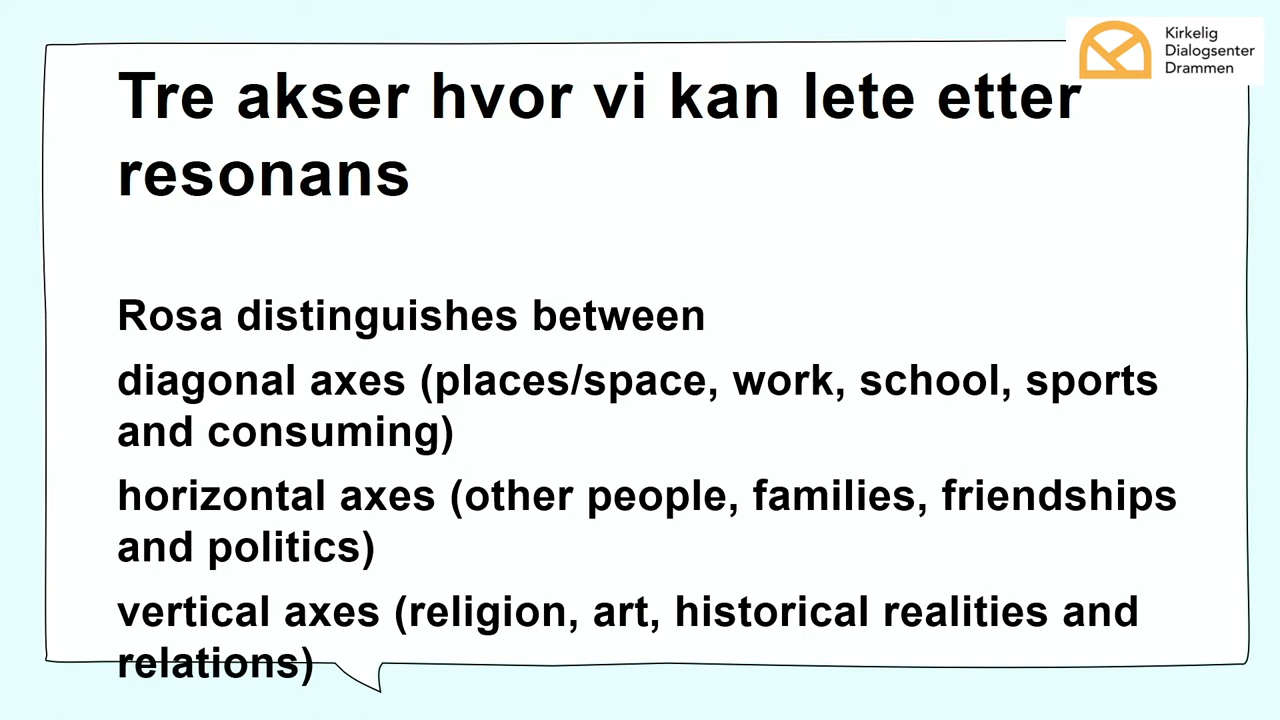 Kirkelig
Dialogsenter
Drammen
Tre akser hvor vi kan lete etter
resonans
Rosa distinguishes between
diagonal axes (places/space, work, school, sports
and consuming)
horizontal axes (other people, families, friendships
and politics)
vertical axes (religion, art, historical realities and
relations)